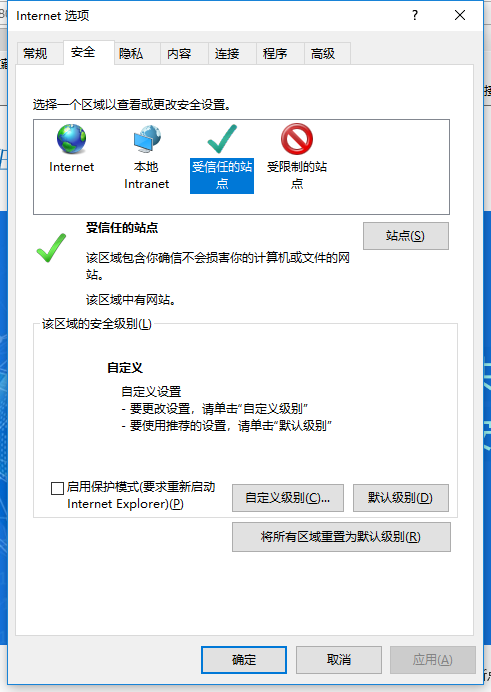 Internet 选项
常规 安全 隐私 内容 连接 程序 高级
选择一个区域以查看或更改安全设置。
Internet
本地
Intranet
受信任的站
点
受限制的站
点
受信任的站点
站点(S)
该区域包含你确信不会损害你的计算机或文件的网
站。
该区域中有网站。
该区域的安全级别(L)
自定义
自定义设置
- 要更改设置，请单击“自定义级别”
- 要使用推荐的设置，请单击“默认级别”
启用保护模式(要求重新启动
Internet Explorer)(P)
自定义级别(C)... 默认级别(D)
将所有区域重置为默认级别(R)
确定 取消 应用(A)